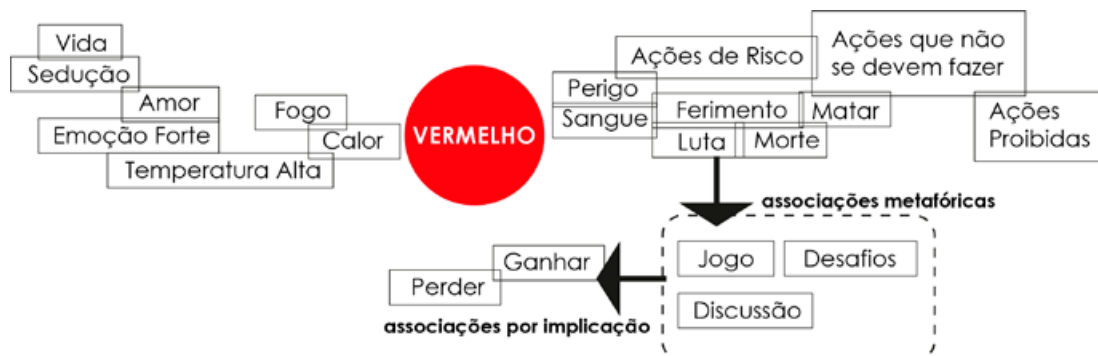 Vida
Sedução
Amor
Emoção Forte
Temperatura Alta
Fogo
Calor
VERMELHO
Ações de Risco
Ações que não
se devem fazer
Perigo
Sangue
Ferimento
Matar
Luta
Morte
Ações
Proibidas
associações metafóricas
Jogo
Desafios
Discussão
Ganhar
Perder
associações por implicação